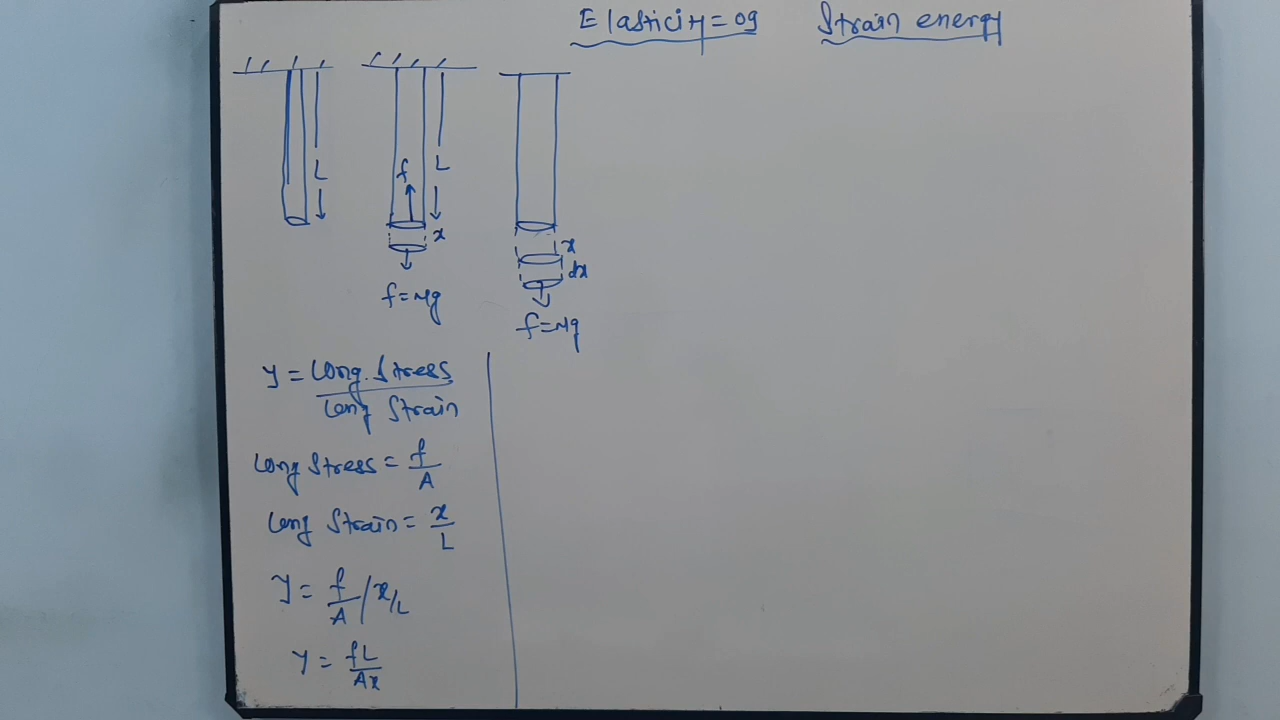 Elasticity=09 Strain energy
L
f
L
x
f=Mg
x
dx
f=Mg
Y = Long. Stress
Long Strain
Long Stress = f
A
Long Strain = x
L
Y = f
A / x/L
Y = fL
Ax